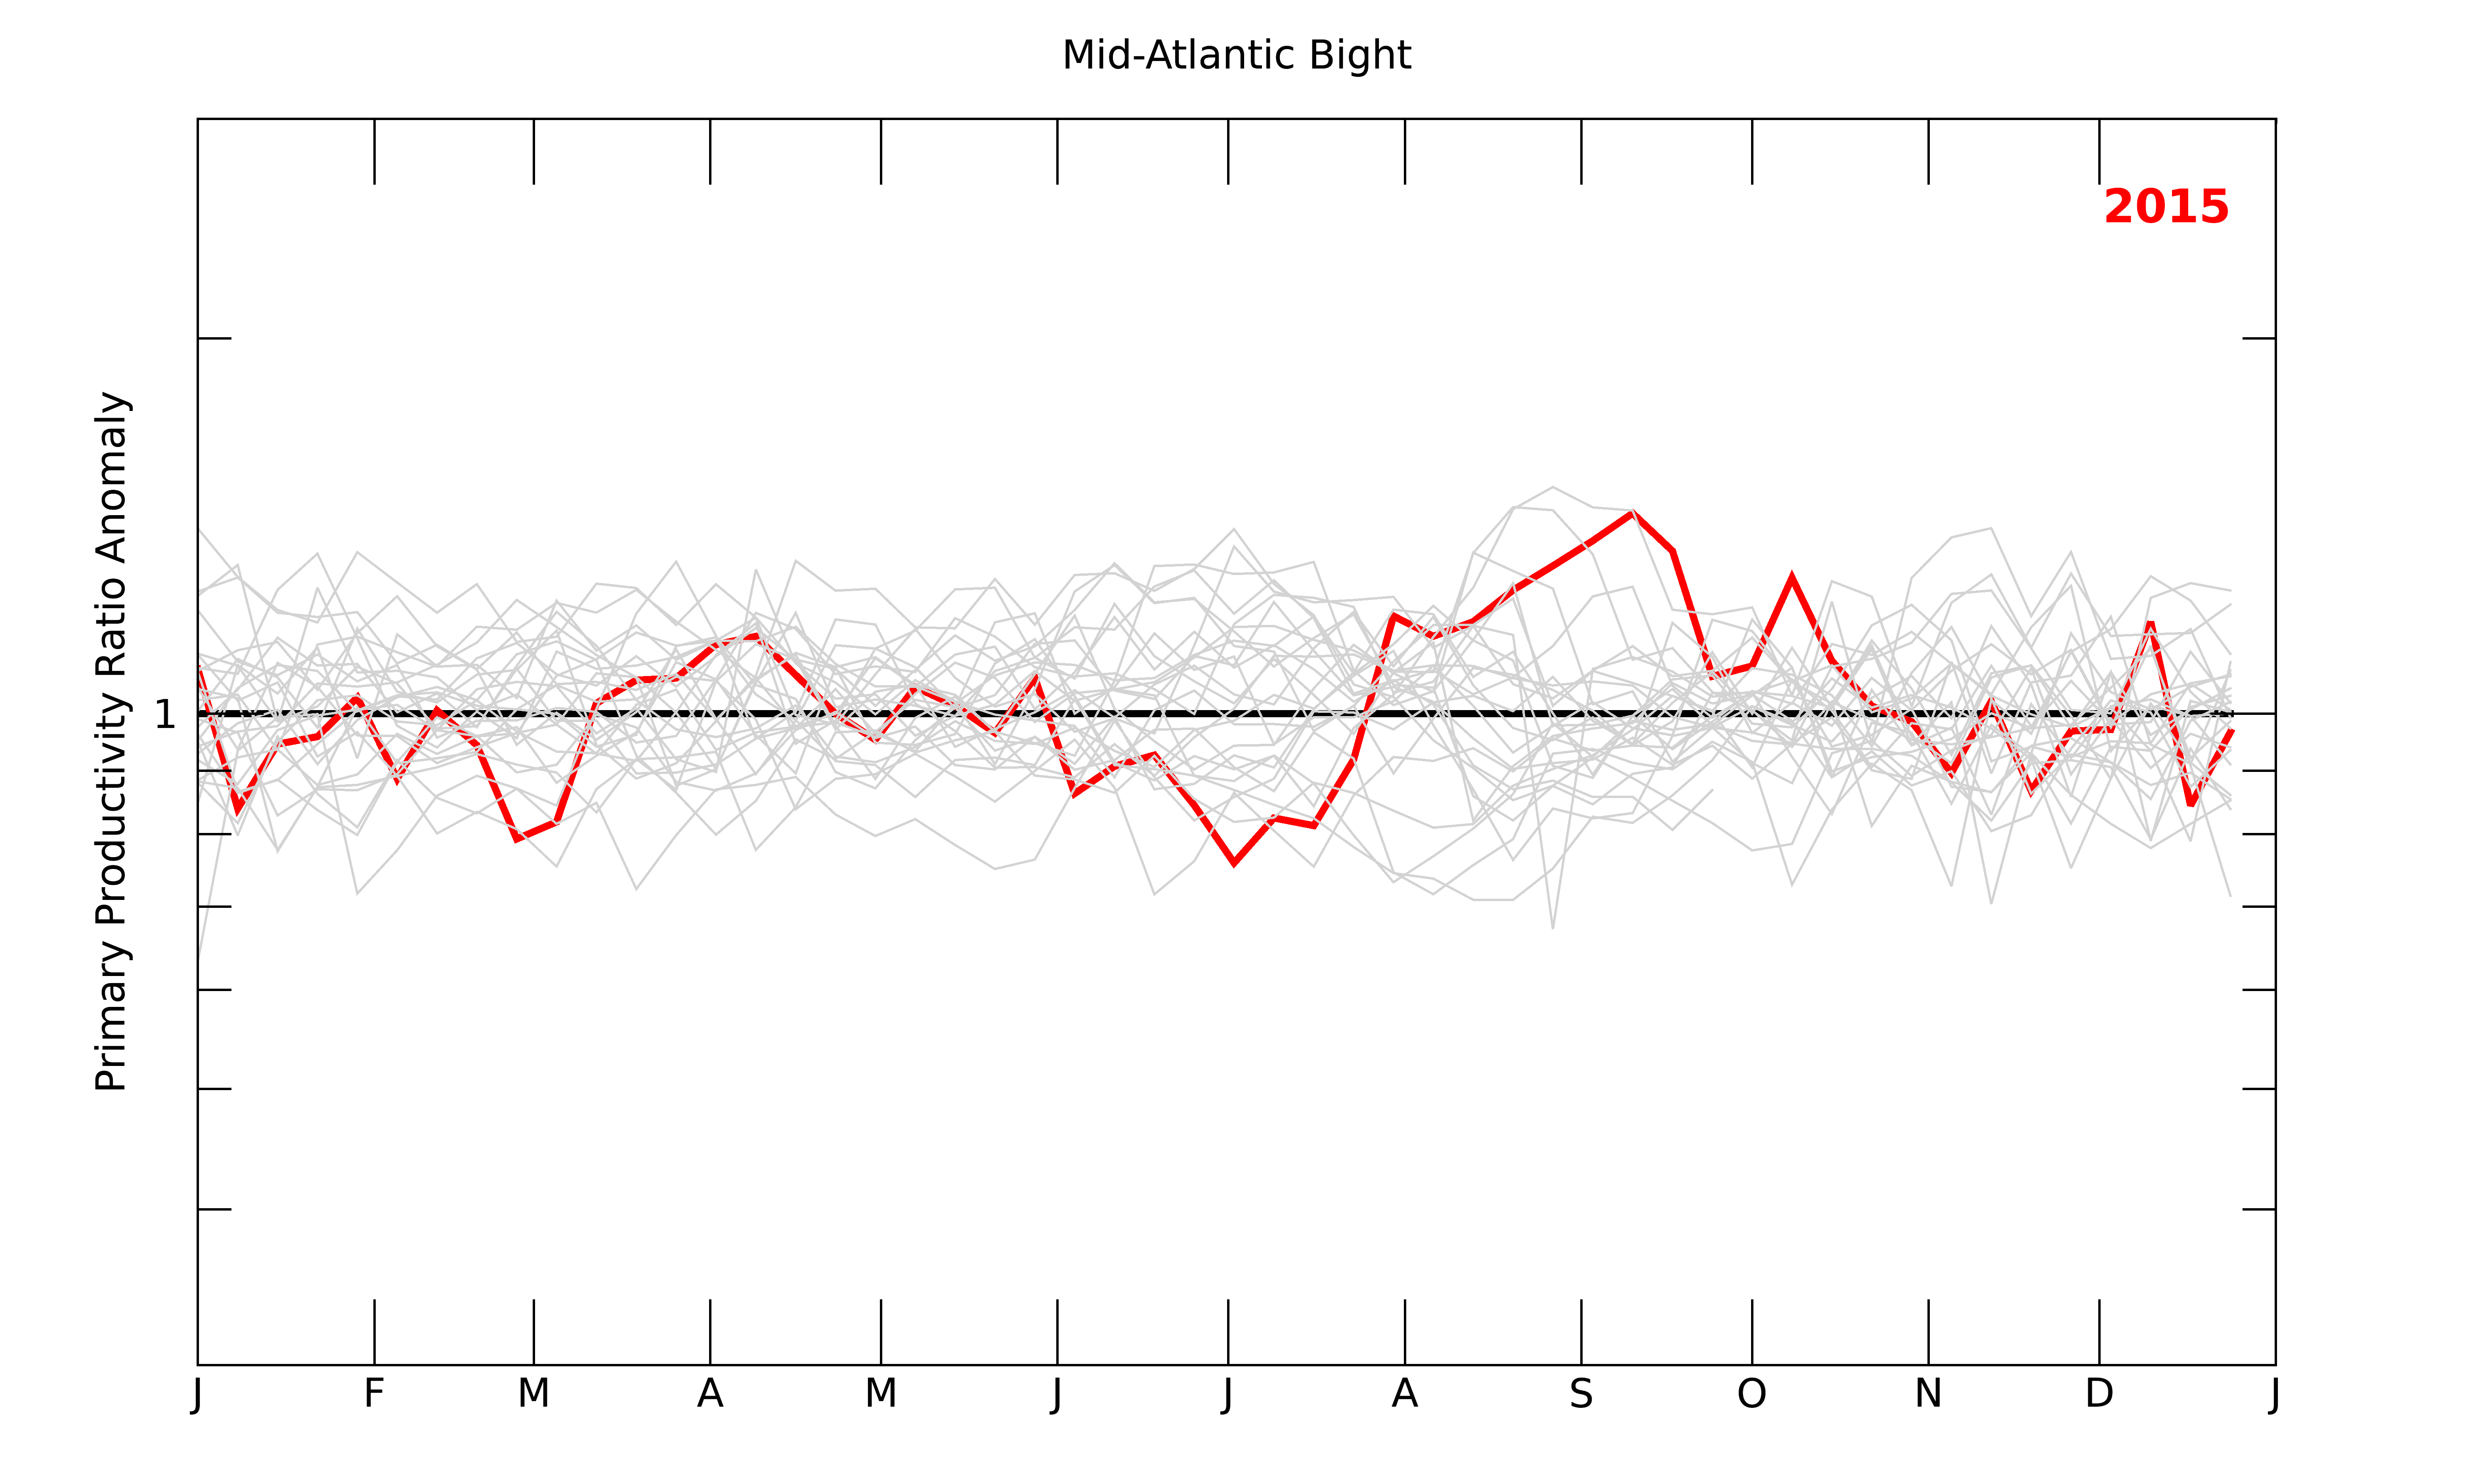 Mid-Atlantic Bight
2015
Primary Productivity Ratio Anomaly
1
J F M A M J J A S O N D J